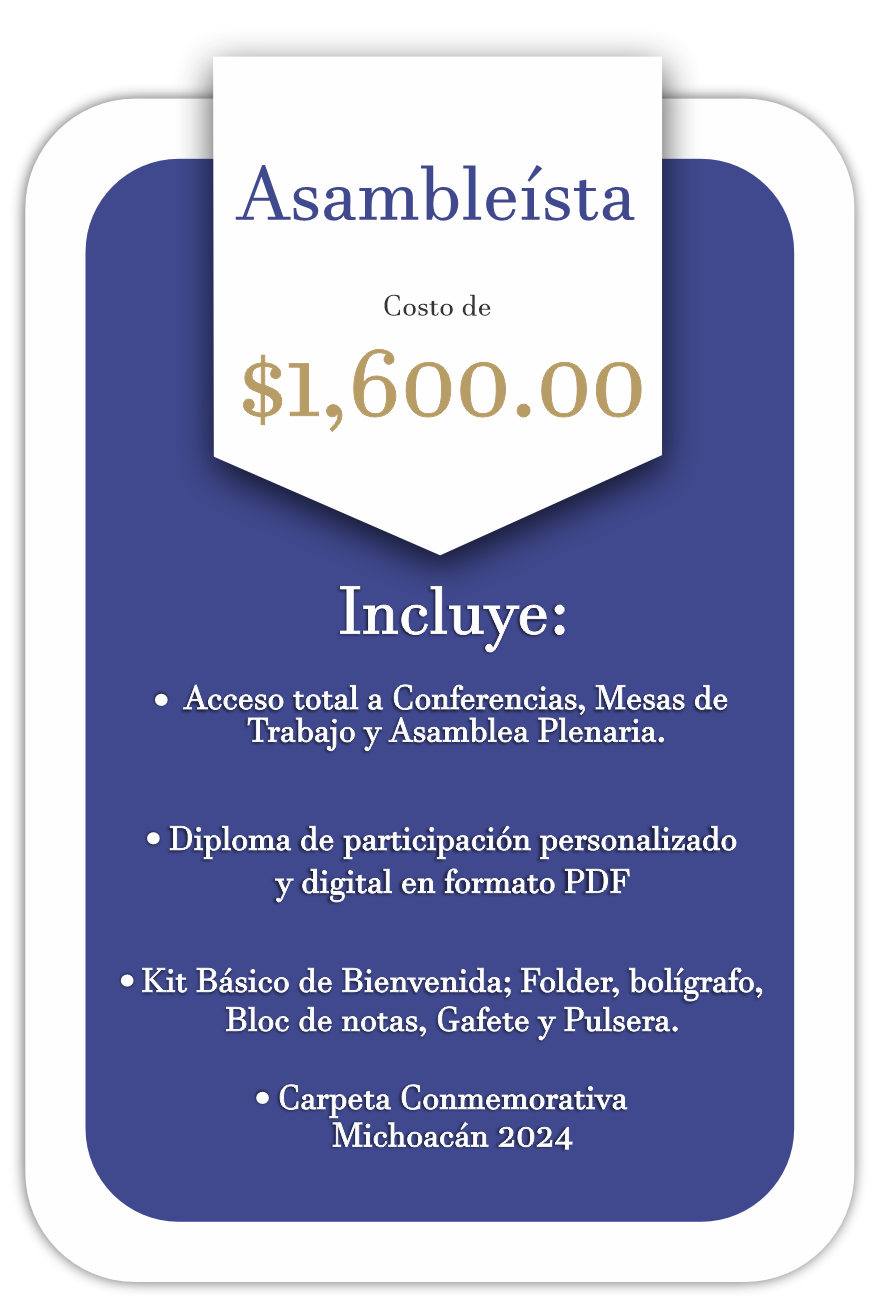 Asambleísta
Costo de
$1,600.00
Incluye:
• Acceso total a Conferencias, Mesas de
Trabajo y Asamblea Plenaria.
• Diploma de participación personalizado
y digital en formato PDF
• Kit Básico de Bienvenida; Folder, bolígrafo,
Bloc de notas, Gafete y Pulsera.
• Carpeta Conmemorativa
Michoacán 2024